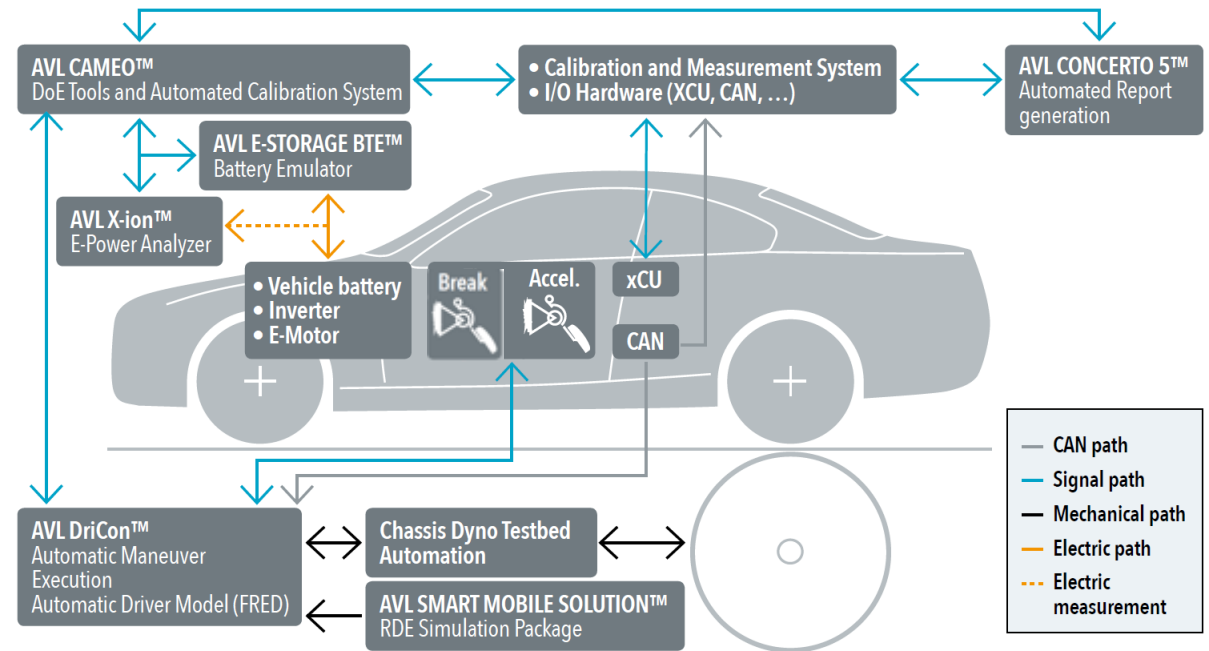 AVL CAMEO™
DoE Tools and Automated Calibration System
• Calibration and Measurement System
• I/O Hardware (XCU, CAN, …)
AVL CONCERTO 5™
Automated Report
generation
AVL E-STORAGE BTE™
Battery Emulator
AVL X-ion™
E-Power Analyzer
• Vehicle battery
• Inverter
• E-Motor
Break
Accel.
xCU
CAN
AVL DriCon™
Automatic Maneuver
Execution
Automatic Driver Model (FRED)
Chassis Dyno Testbed
Automation
AVL SMART MOBILE SOLUTION™
RDE Simulation Package
CAN path
Signal path
Mechanical path
Electric path
Electric
measurement